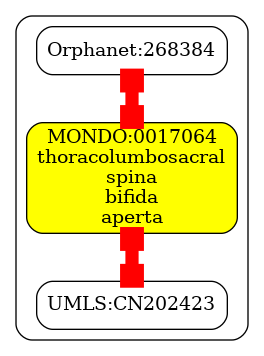 Orphanet:268384
MONDO:0017064
thoracolumbosacral
spina
bifida
aperta
UMLS:CN202423